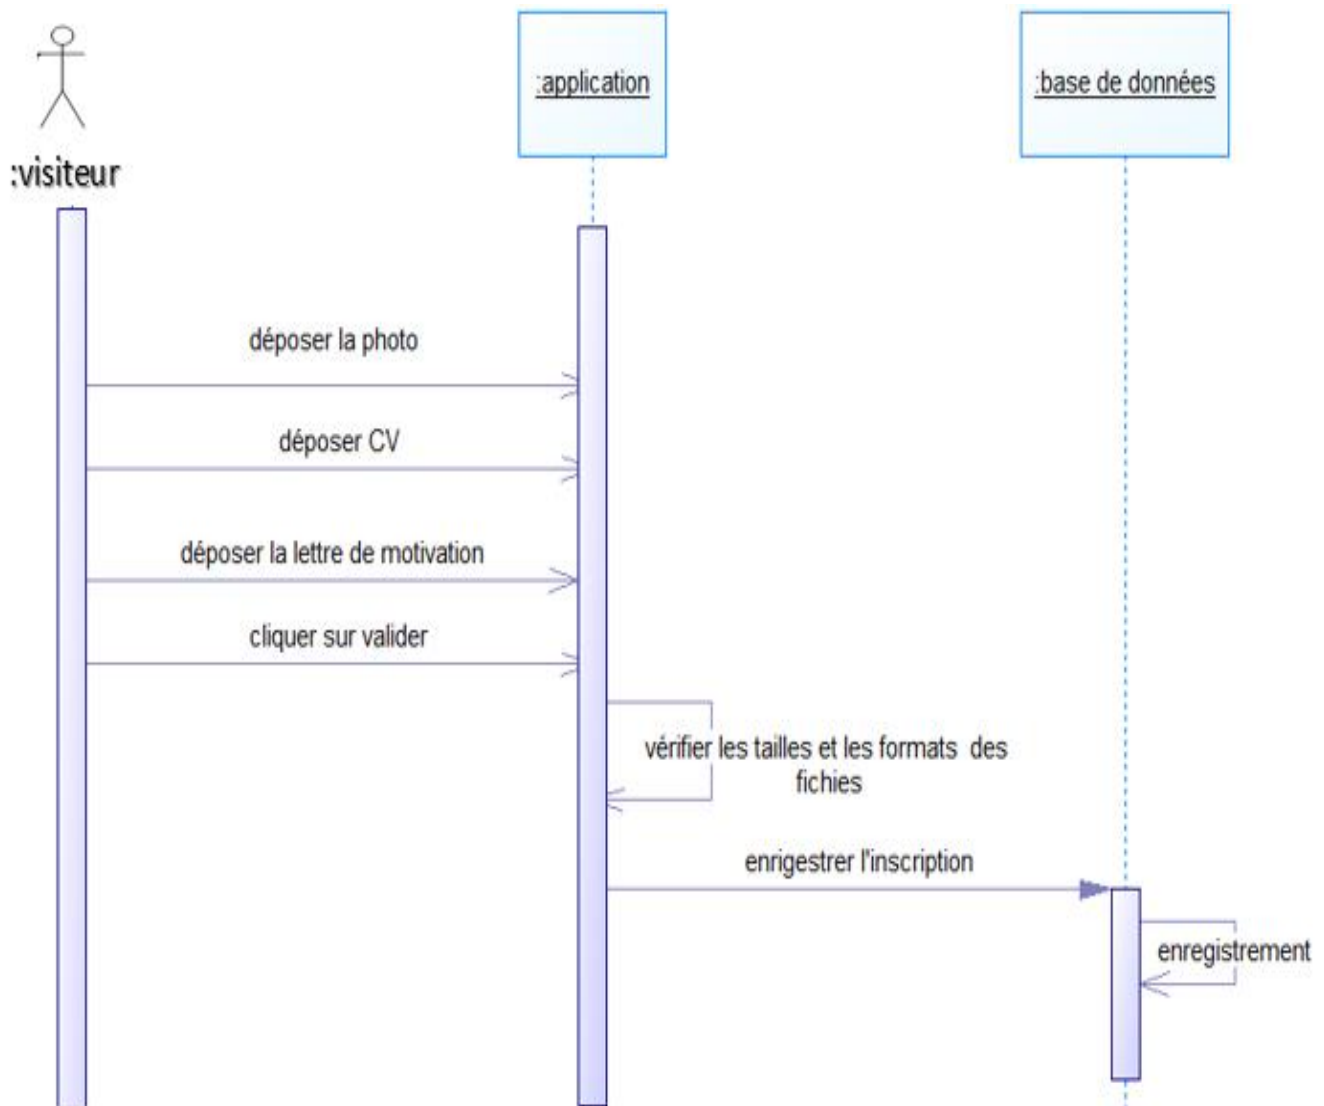 :application
:base de données
:visiteur
déposer la photo
déposer CV
déposer la lettre de motivation
cliquer sur valider
vérifier les tailles et les formats des
fichies
enrigestrer l'inscription
enregistrement